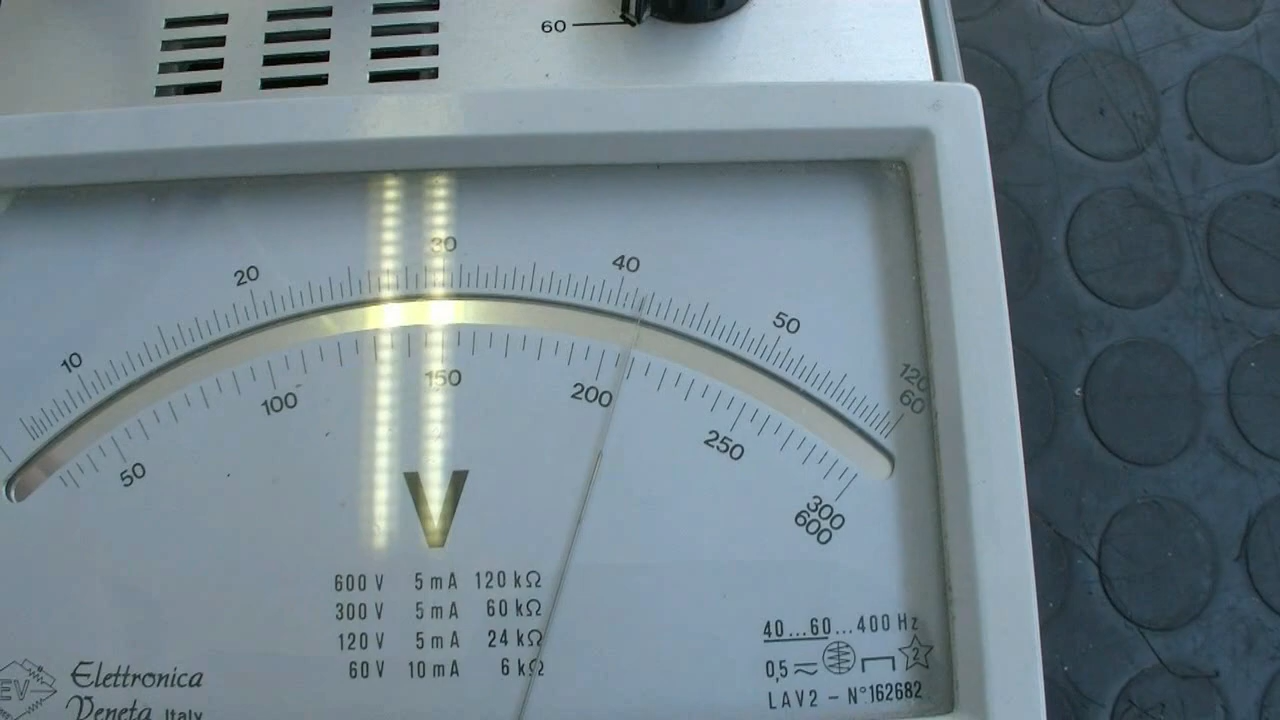 60
10 20 30 40 50 120
60
50 100 150 200 250 300
600
V
600 V 5 mA 120 kΩ
300 V 5 mA 60 kΩ
120 V 5 mA 24 kΩ
60 V 10 mA 6 kΩ
40...60...400 Hz
0,5 2
LAV2 - N°162682
EV
Elettronica
Veneta Italy